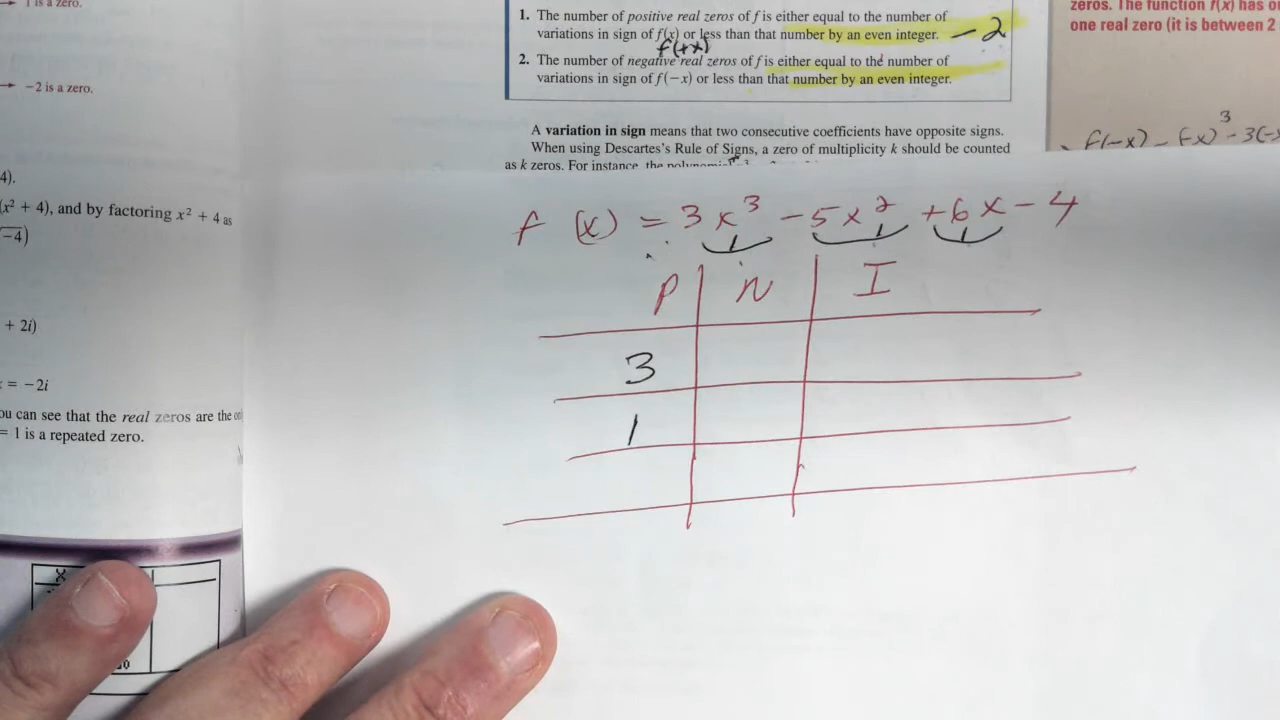 1 is a zero.
-2 is a zero.
4).
(x² + 4), and by factoring x² + 4 as
√-4)
+ 2i)
= -2i
ou can see that the real zeros are the
= 1 is a repeated zero.
X
1. The number of positive real zeros of f is either equal to the number of
variations in sign of f(x) or less than that number by an even integer. -2
f(+x)
2. The number of negative real zeros of f is either equal to the number of
variations in sign of f(-x) or less than that number by an even integer.
A variation in sign means that two consecutive coefficients have opposite signs.
When using Descartes's Rule of Signs, a zero of multiplicity k should be counted
as k zeros. For instance, the polynomial
zeros. The function f(x) has
one real zero (it is between 2
f(-x) = (-x)³ - 3(-x
f (x) = 3x³ - 5x² + 6x - 4
P N I
3
1